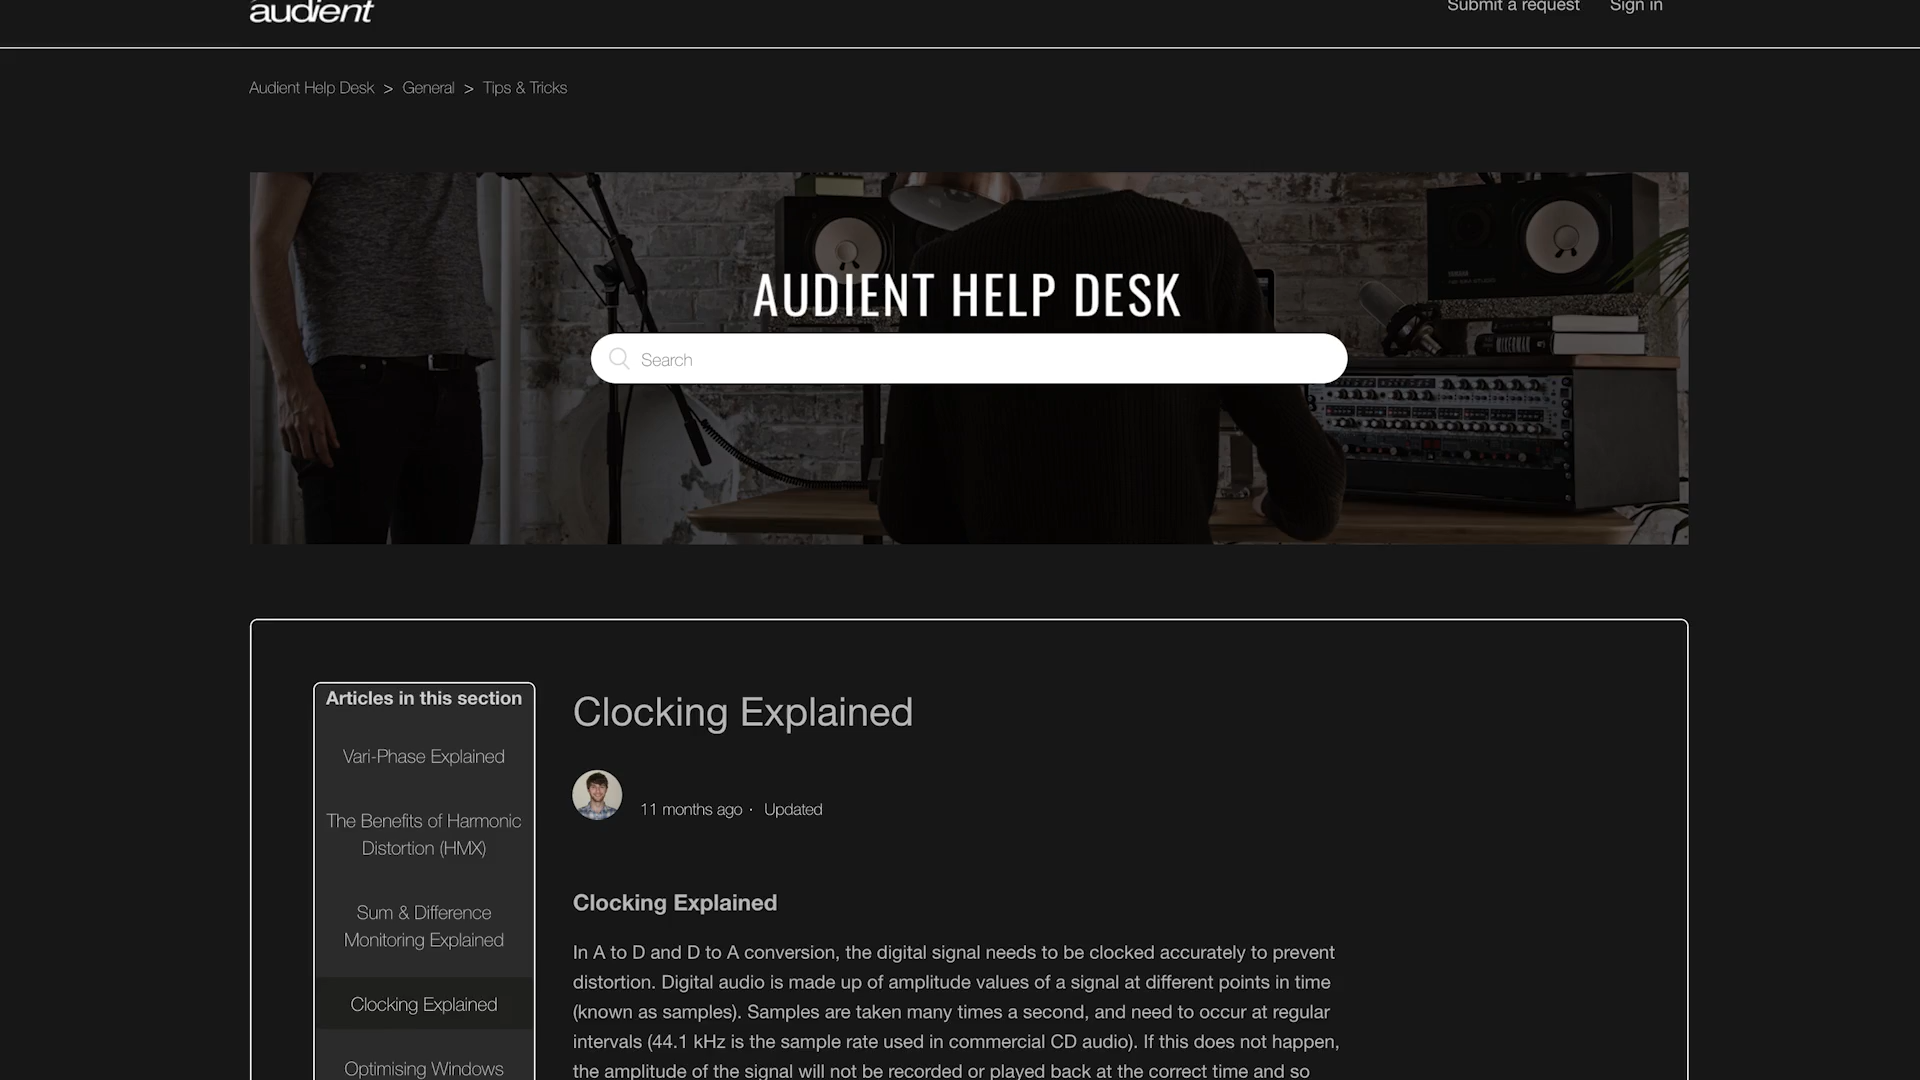 audient
Submit a request
Sign in
Audient Help Desk > General > Tips & Tricks
AUDIENT HELP DESK
Search
Articles in this section
Vari-Phase Explained
The Benefits of Harmonic
Distortion (HMX)
Sum & Difference
Monitoring Explained
Clocking Explained
Optimising Windows
Clocking Explained
11 months ago · Updated
Clocking Explained
In A to D and D to A conversion, the digital signal needs to be clocked accurately to prevent
distortion. Digital audio is made up of amplitude values of a signal at different points in time
(known as samples). Samples are taken many times a second, and need to occur at regular
intervals (44.1 kHz is the sample rate used in commercial CD audio). If this does not happen,
the amplitude of the signal will not be recorded or played back at the correct time and so